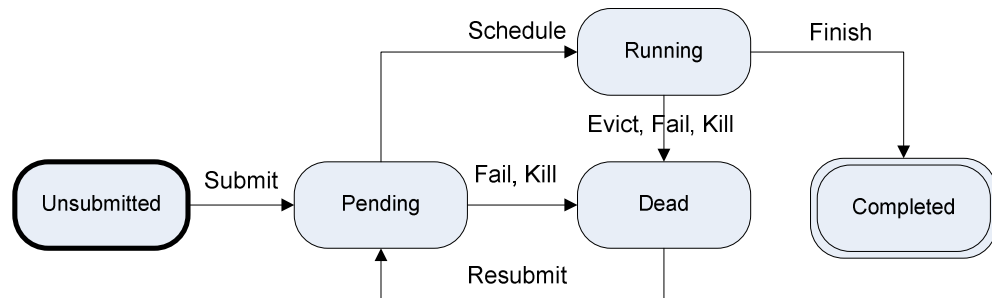 Schedule
Running
Finish
Evict, Fail, Kill
Unsubmitted
Submit
Pending
Fail, Kill
Dead
Completed
Resubmit